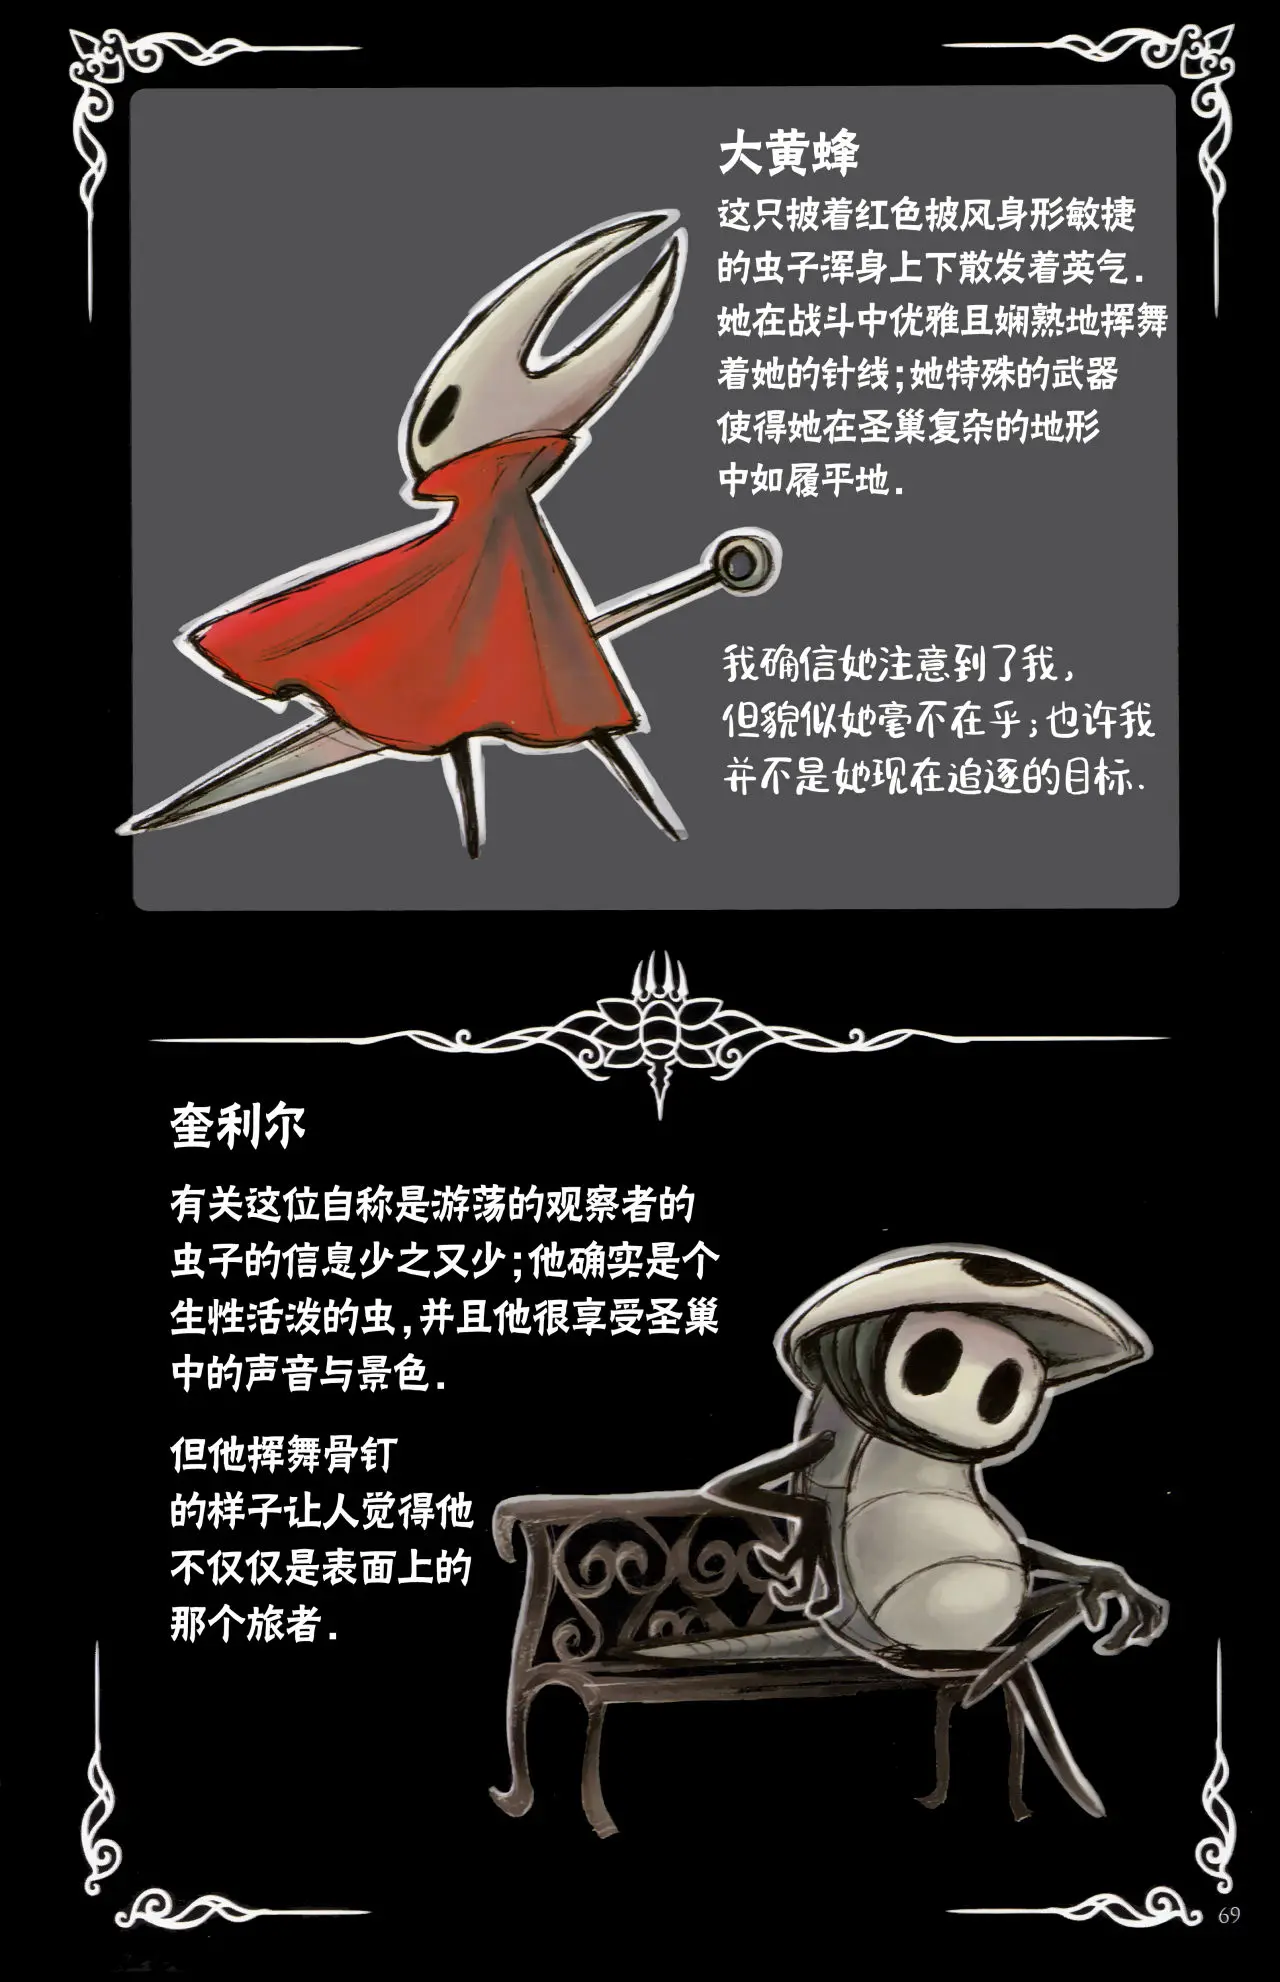 大黄蜂
这只披着红色披风身形敏捷
的虫子浑身上下散发着英气.
她在战斗中优雅且娴熟地挥舞
着她的针线;她特殊的武器
使得她在圣巢复杂的地形
中如履平地.
我确信她注意到了我,
但貌似她毫不在乎;也许我
并不是她现在追逐的目标.
奎利尔
有关这位自称是游荡的观察者的
虫子的信息少之又少;他确实是个
生性活泼的虫,并且他很享受圣巢
中的声音与景色.
但他挥舞骨钉
的样子让人觉得他
不仅仅是表面上的
那个旅者.
69